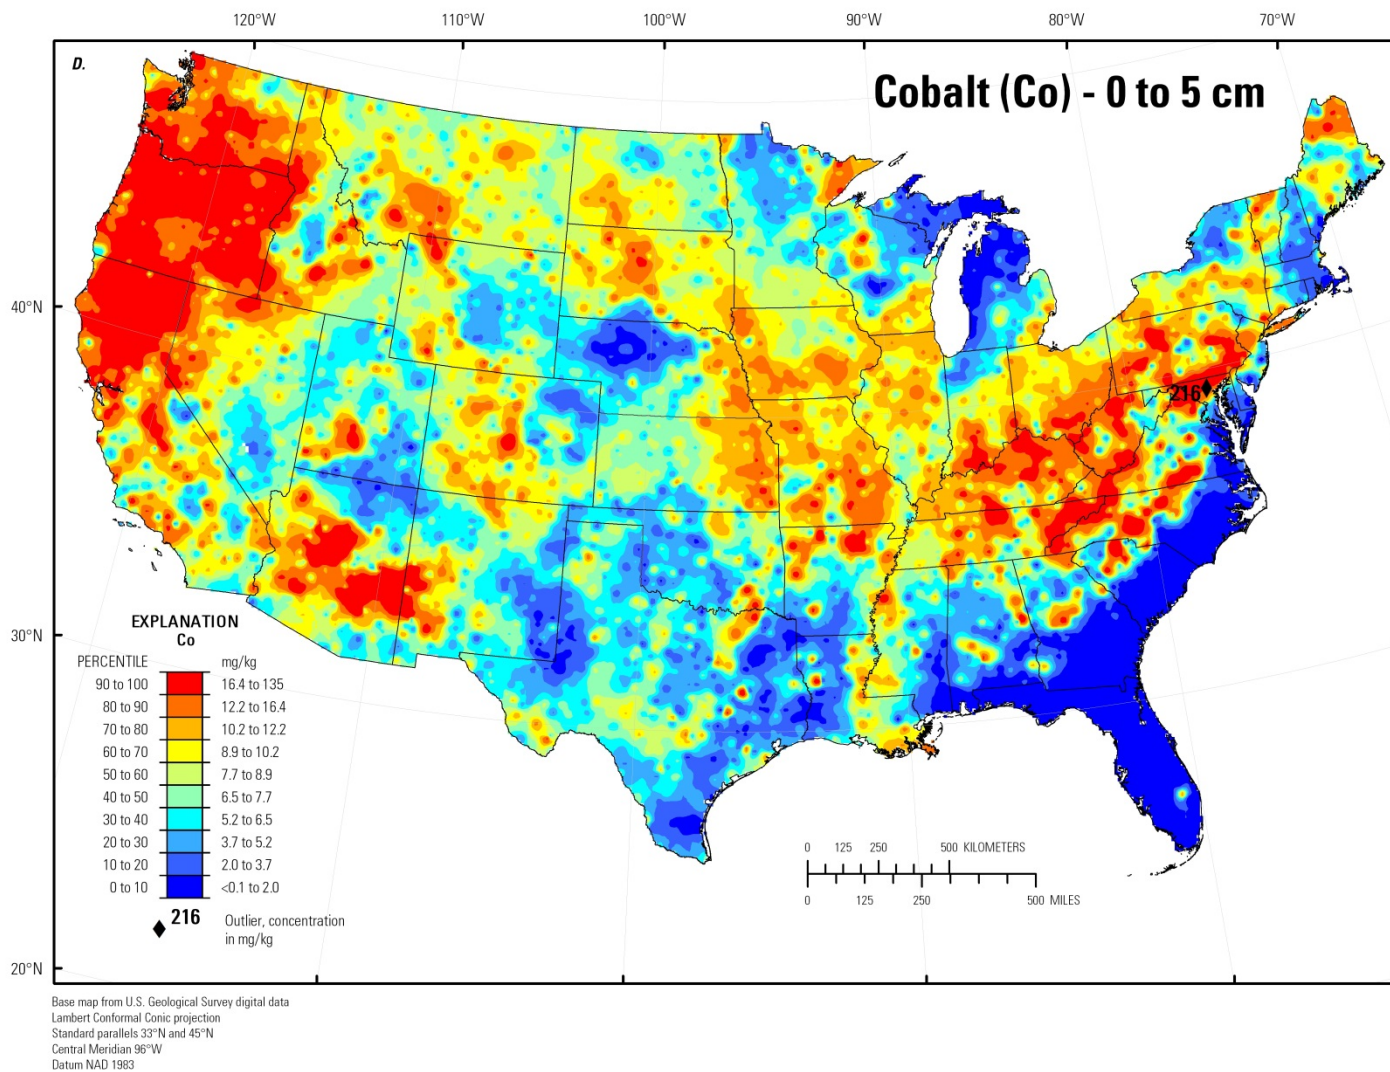 120°W 110°W 100°W 90°W 80°W 70°W
D.
Cobalt (Co) - 0 to 5 cm
40°N
216
30°N
EXPLANATION
Co
PERCENTILE mg/kg
90 to 100 16.4 to 135
80 to 90 12.2 to 16.4
70 to 80 10.2 to 12.2
60 to 70 8.9 to 10.2
50 to 60 7.7 to 8.9
40 to 50 6.5 to 7.7
30 to 40 5.2 to 6.5
20 to 30 3.7 to 5.2
10 to 20 2.0 to 3.7
0 to 10 <0.1 to 2.0
216 Outlier, concentration
in mg/kg
0 125 250 500 KILOMETERS
0 125 250 500 MILES
20°N
Base map from U.S. Geological Survey digital data
Lambert Conformal Conic projection
Standard parallels 33°N and 45°N
Central Meridian 96°W
Datum NAD 1983